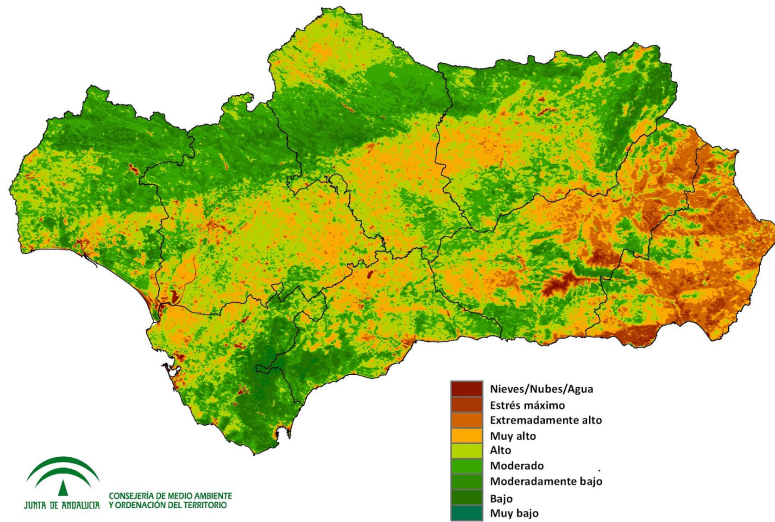 Nieves/Nubes/Agua
Estrés máximo
Extremadamente alto
Muy alto
Alto
Moderado
Moderadamente bajo
Bajo
Muy bajo
JUNTA DE ANDALUCIA
CONSEJERÍA DE MEDIO AMBIENTE
Y ORDENACIÓN DEL TERRITORIO